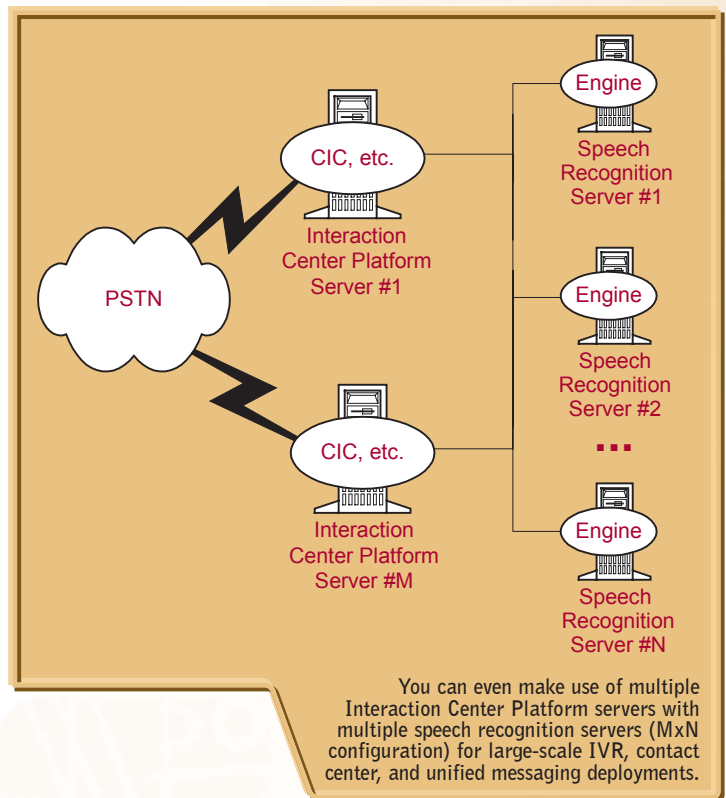 PSTN
CIC, etc.
Interaction
Center Platform
Server #1
CIC, etc.
Interaction
Center Platform
Server #M
Engine
Speech
Recognition
Server #1
Engine
Speech
Recognition
Server #2
...
Engine
Speech
Recognition
Server #N
You can even make use of multiple
Interaction Center Platform servers with
multiple speech recognition servers (MxN
configuration) for large-scale IVR, contact
center, and unified messaging deployments.